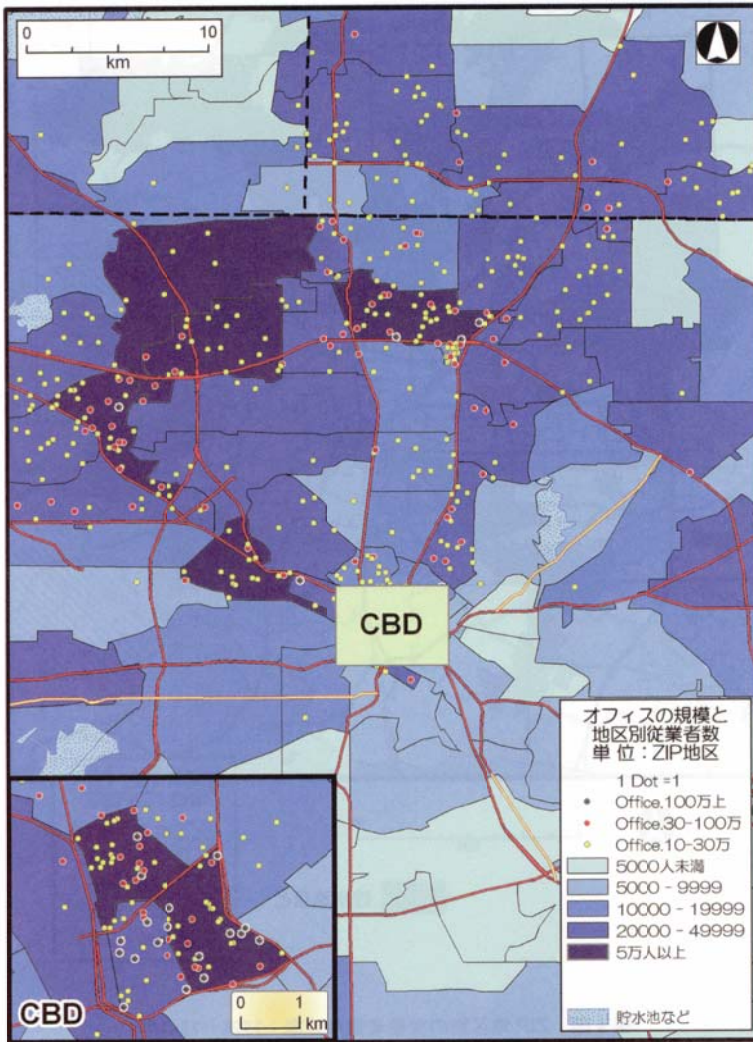 0 10
km
CBD
オフィスの規模と
地区別従業者数
単 位：ZIP地区
1 Dot =1
Office.100万上
Office.30-100万
Office.10-30万
5000人未満
5000 - 9999
10000 - 19999
20000 - 49999
5万人以上
貯水池など
CBD
0 1
km